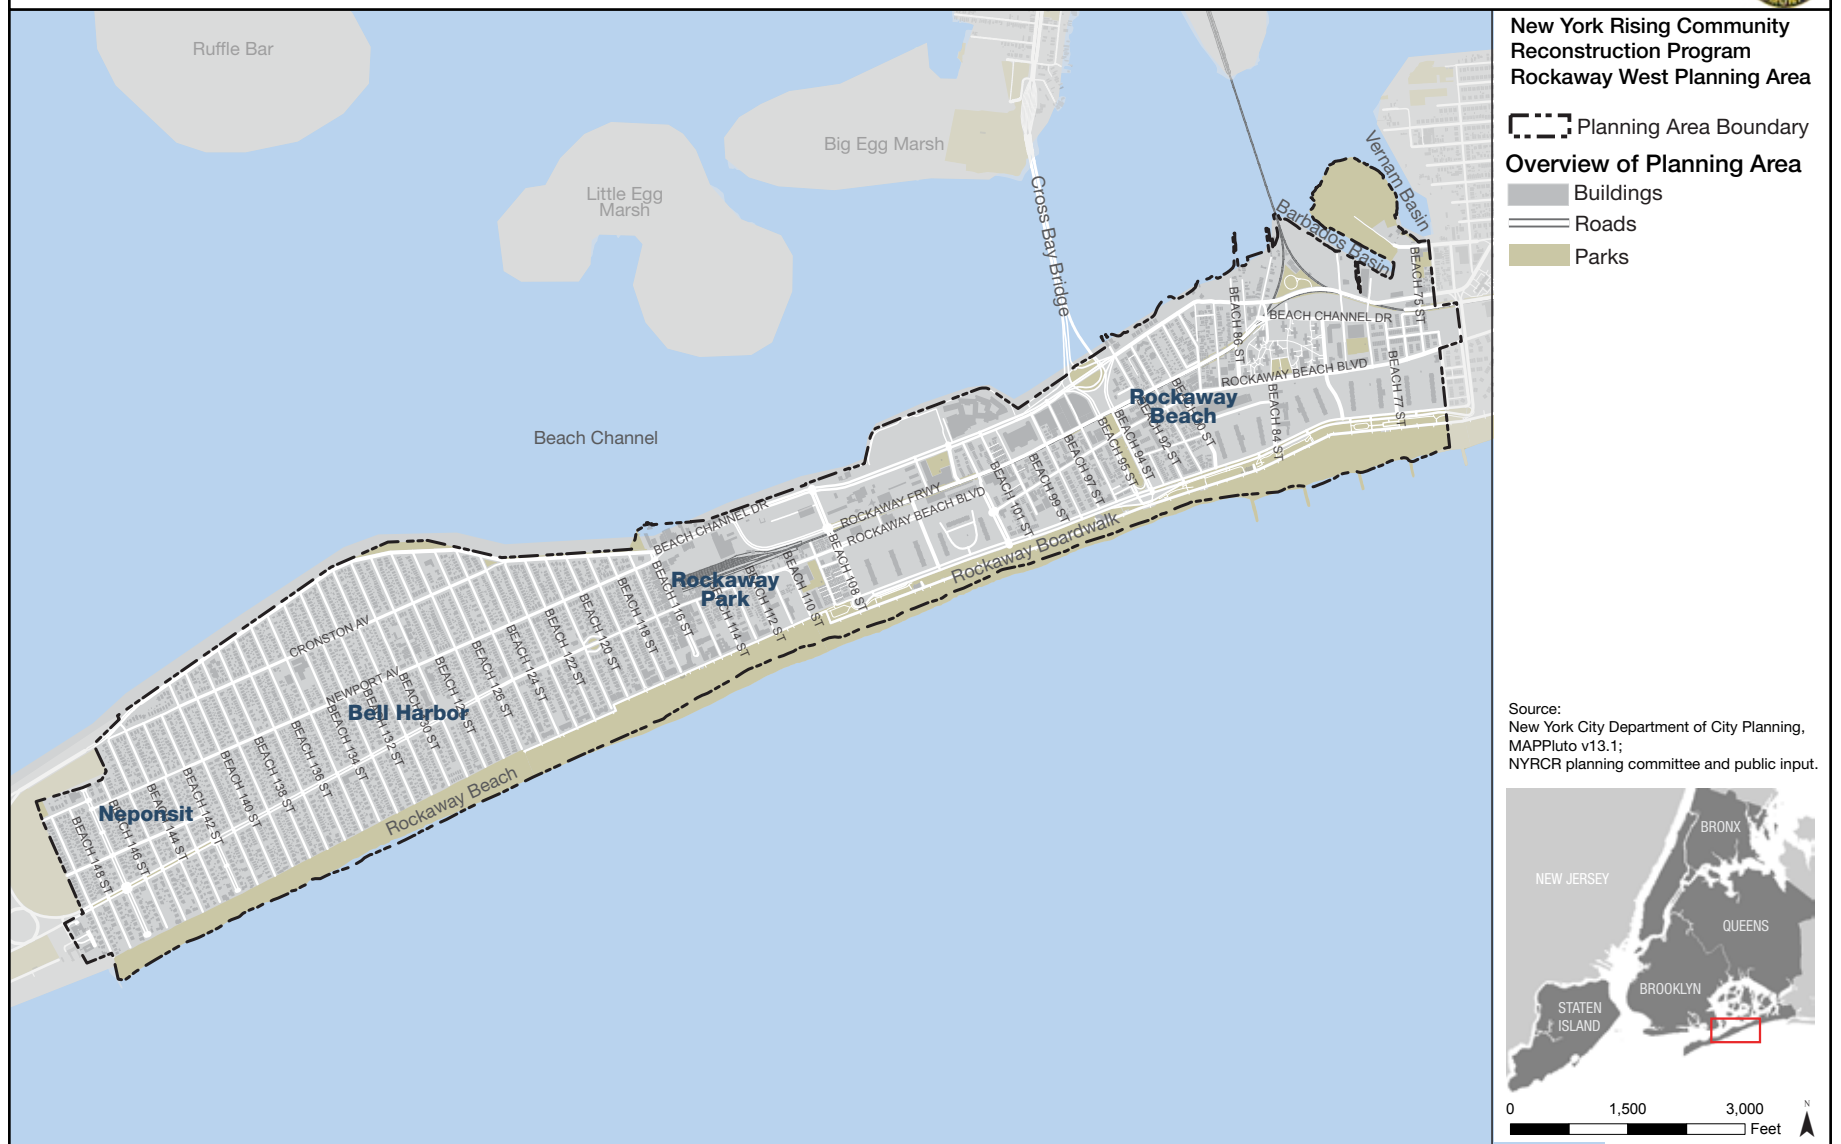 New York Rising Community
Reconstruction Program
Rockaway West Planning Area
Planning Area Boundary
Overview of Planning Area
Buildings
Roads
Parks
Ruffle Bar
Big Egg Marsh
Little Egg
Marsh
Cross Bay Bridge
Vernam Basin
Barbados Basin
Beach Channel
BEACH 75 ST
BEACH CHANNEL DR
BEACH 86 ST
ROCKAWAY BEACH BLVD
BEACH 77 ST
BEACH 84 ST
Rockaway
Beach
BEACH 92 ST
BEACH 94 ST
BEACH 95 ST
BEACH 97 ST
BEACH 99 ST
BEACH 101 ST
ROCKAWAY FRWY
ROCKAWAY BEACH BLVD
BEACH CHANNEL DR
Rockaway Boardwalk
BEACH 108 ST
BEACH 110 ST
BEACH 112 ST
BEACH 114 ST
BEACH 116 ST
Rockaway
Park
BEACH 118 ST
BEACH 120 ST
BEACH 122 ST
BEACH 124 ST
BEACH 126 ST
CRONSTON AV
NEWPORT AV
Bell Harbor
BEACH 132 ST
BEACH 134 ST
BEACH 136 ST
BEACH 138 ST
BEACH 140 ST
BEACH 142 ST
BEACH 144 ST
BEACH 146 ST
BEACH 148 ST
Neponsit
Rockaway Beach
Source:
New York City Department of City Planning,
MAPPluto v13.1;
NYRCR planning committee and public input.
BRONX
NEW JERSEY
QUEENS
BROOKLYN
STATEN
ISLAND
0 1,500 3,000
Feet
N